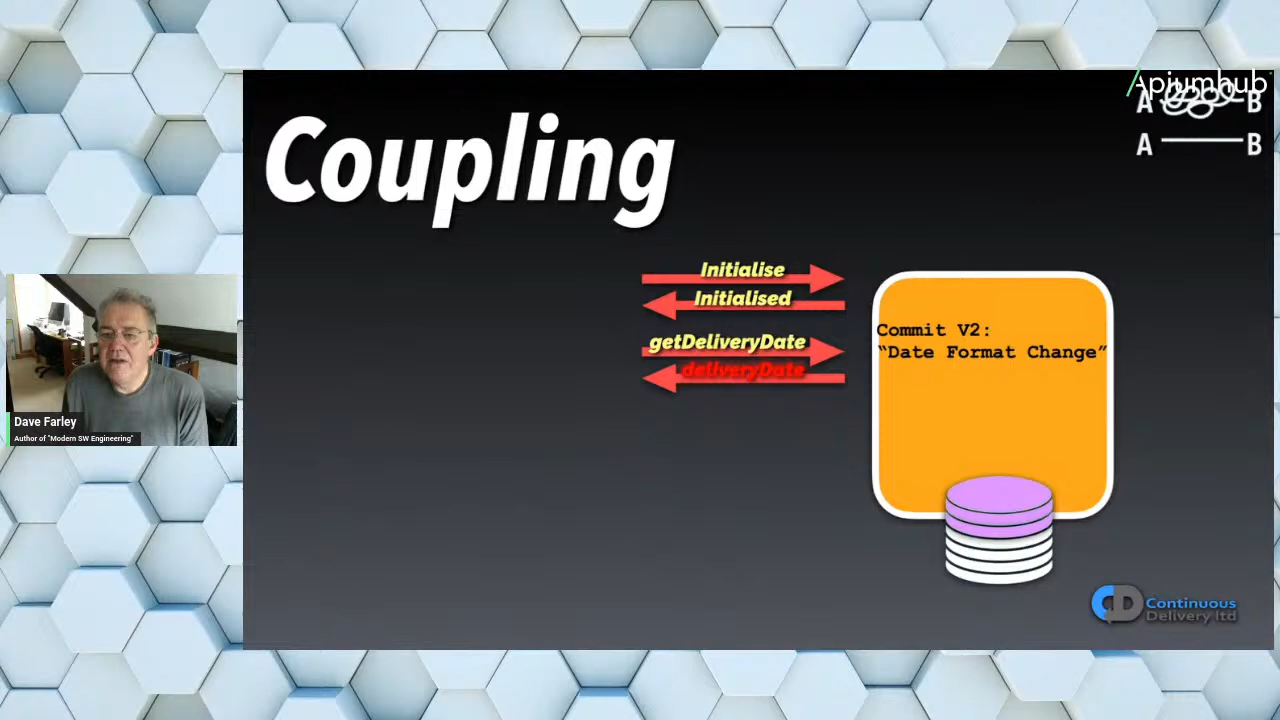 /Apiumhub
A B
A B
Coupling
Initialise
Initialised
getDeliveryDate
deliveryDate
Commit V2:
"Date Format Change"
Dave Farley
Author of "Modern SW Engineering"
CD Continuous
Delivery ltd